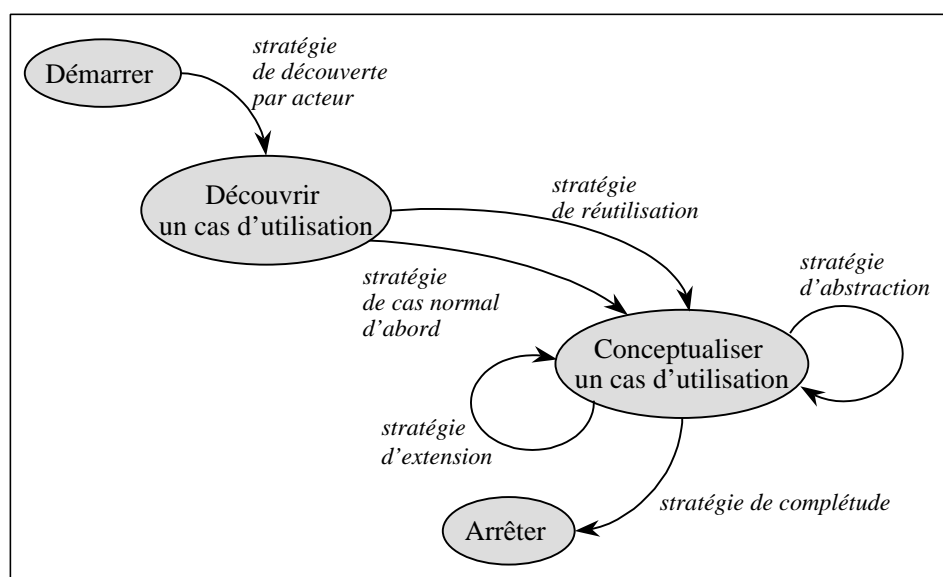 stratégie
de découverte
par acteur
Démarrer
Découvrir
un cas d’utilisation
stratégie
de réutilisation
stratégie
de cas normal
d’abord
stratégie
d’abstraction
Conceptualiser
un cas d’utilisation
stratégie
d’extension
stratégie de complétude
Arrêter